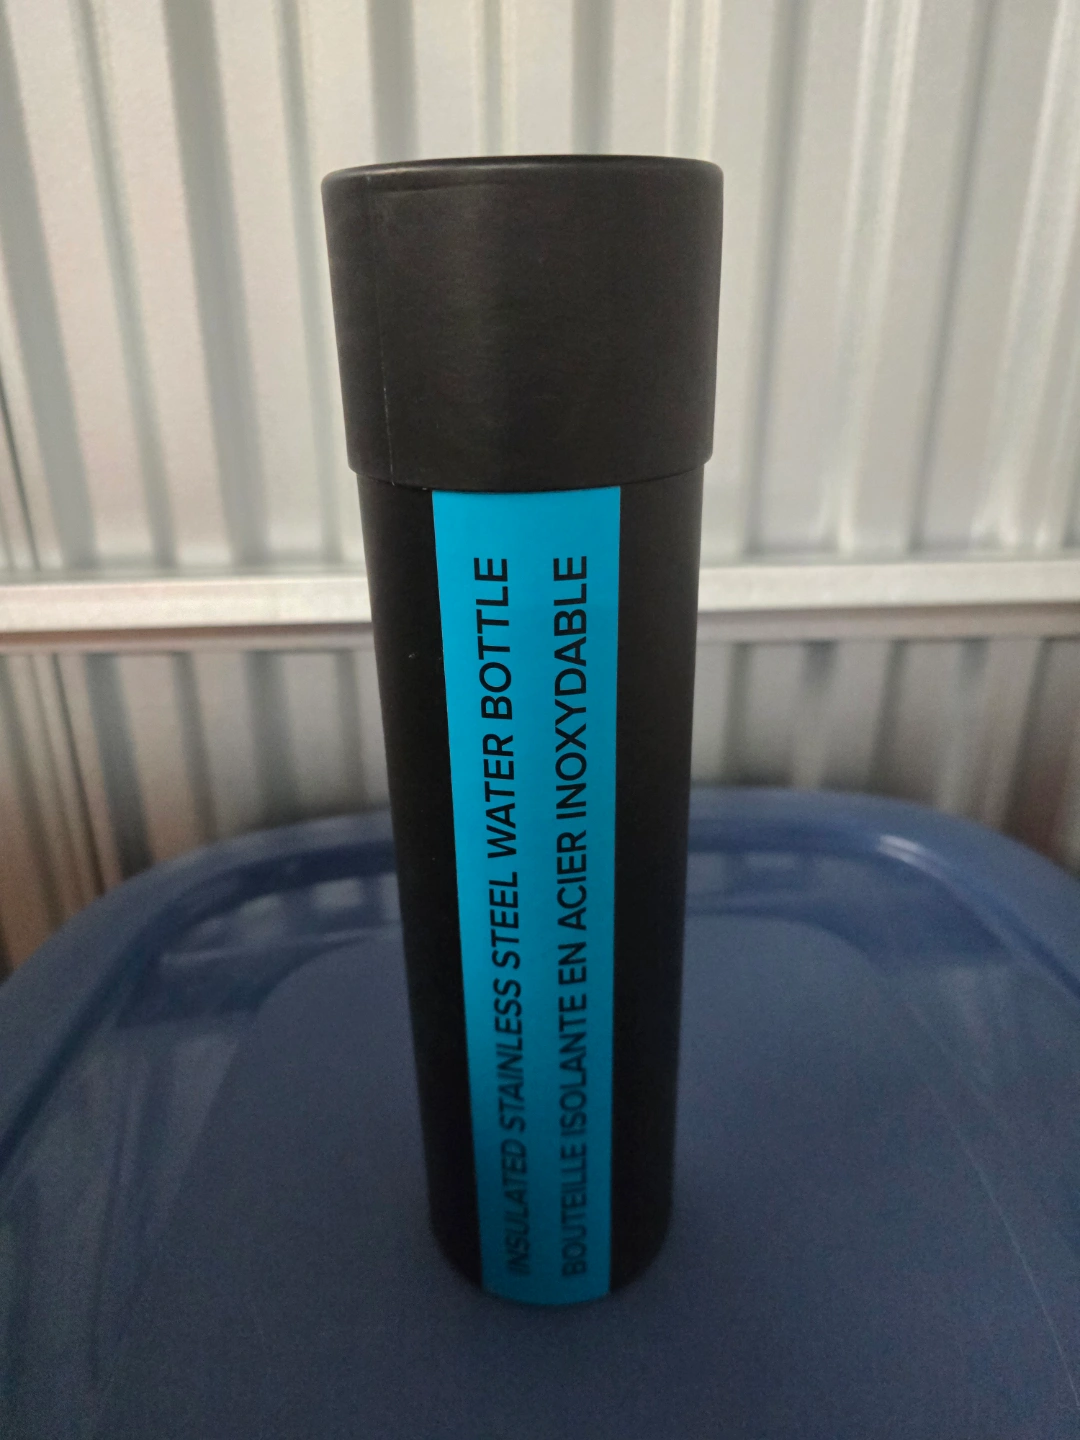 INSULATED STAINLESS STEEL WATER BOTTLE
BOUTEILLE ISOLANTE EN ACIER INOXYDABLE